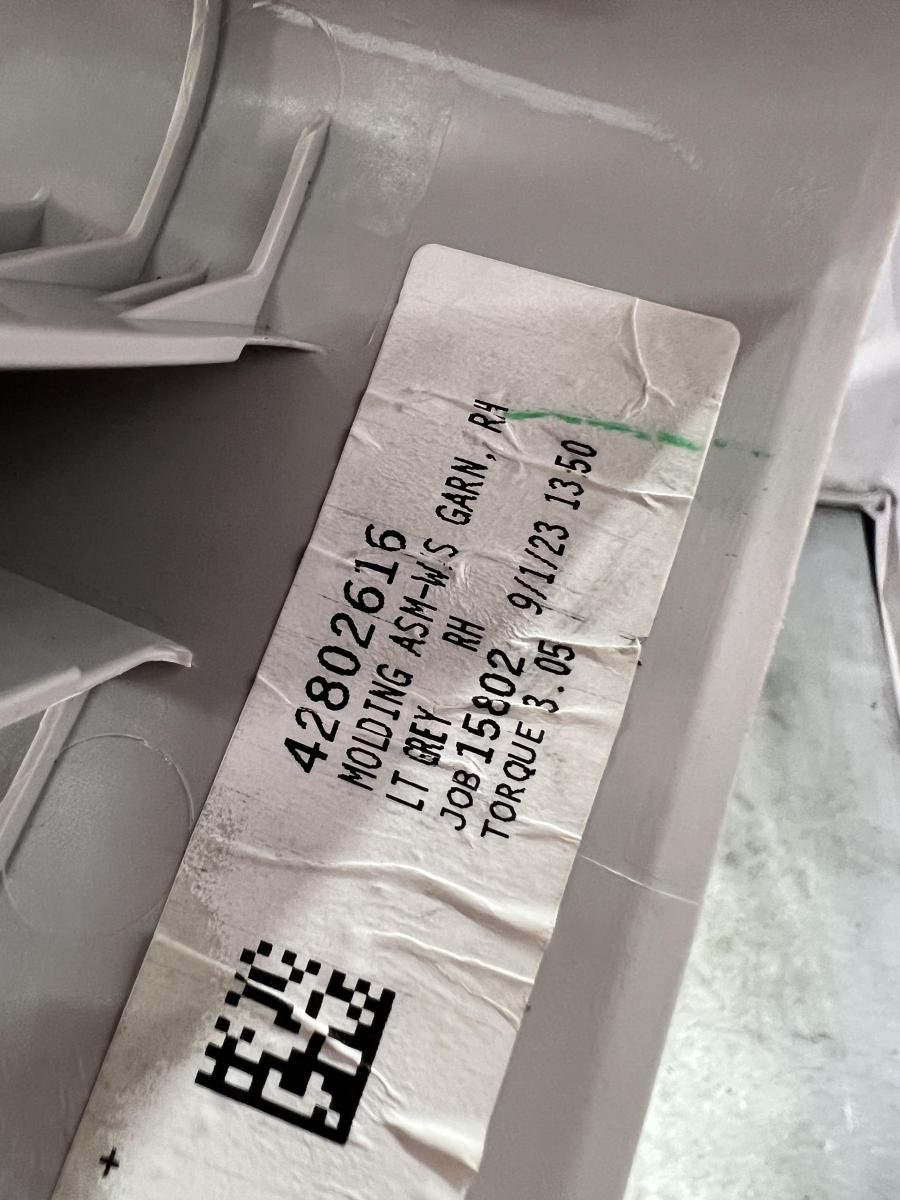 42802616
MOLDING ASM-W/S GARN, RH
LT GREY RH
JOB 15802 9/1/23 13:50
TORQUE 3.05